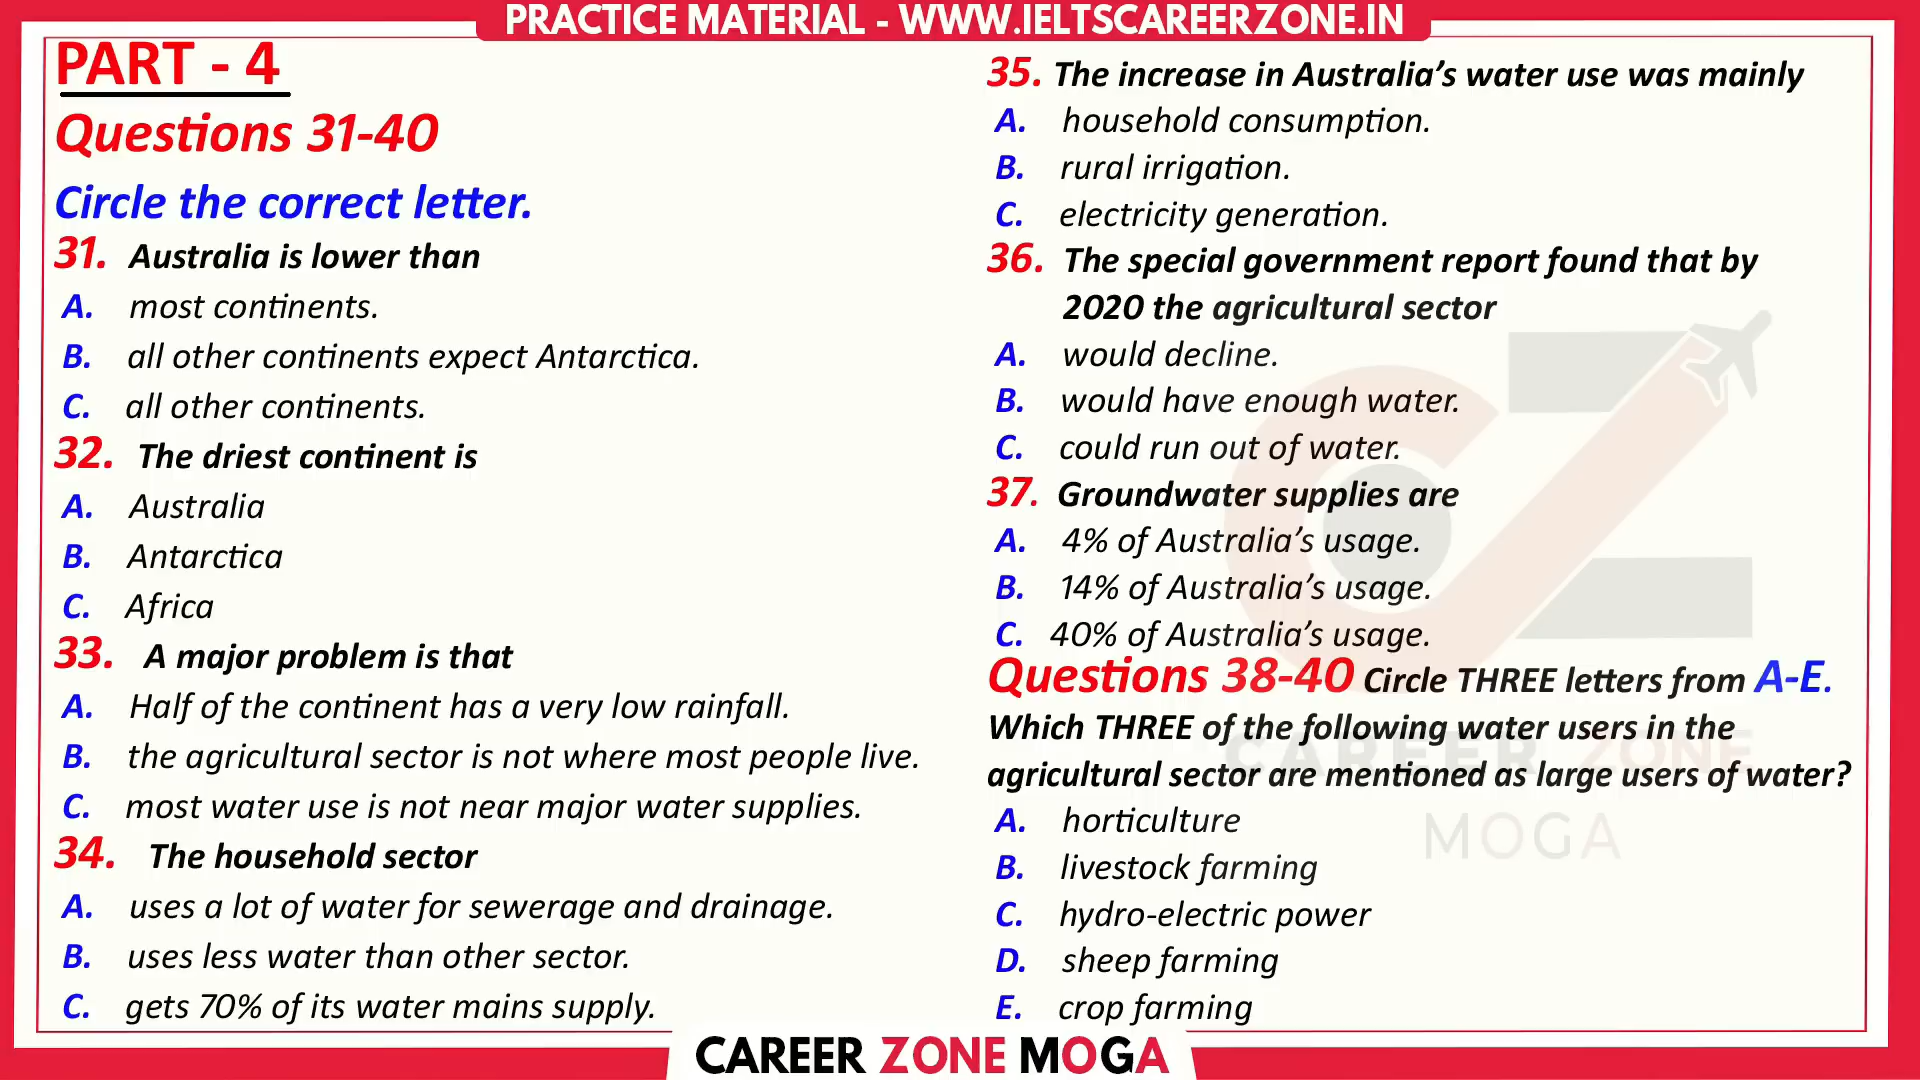 PRACTICE MATERIAL - WWW.IELTSCAREERZONE.IN
PART - 4
Questions 31-40
Circle the correct letter.
31. Australia is lower than
A. most continents.
B. all other continents expect Antarctica.
C. all other continents.
32. The driest continent is
A. Australia
B. Antarctica
C. Africa
33. A major problem is that
A. Half of the continent has a very low rainfall.
B. the agricultural sector is not where most people live.
C. most water use is not near major water supplies.
34. The household sector
A. uses a lot of water for sewerage and drainage.
B. uses less water than other sector.
C. gets 70% of its water mains supply.
35. The increase in Australia's water use was mainly
A. household consumption.
B. rural irrigation.
C. electricity generation.
36. The special government report found that by
2020 the agricultural sector
A. would decline.
B. would have enough water.
C. could run out of water.
37. Groundwater supplies are
A. 4% of Australia's usage.
B. 14% of Australia's usage.
C. 40% of Australia's usage.
Questions 38-40 Circle THREE letters from A-E.
Which THREE of the following water users in the
agricultural sector are mentioned as large users of water?
A. horticulture
B. livestock farming
C. hydro-electric power
D. sheep farming
E. crop farming
CAREER ZONE
MOGA
CAREER ZONE MOGA